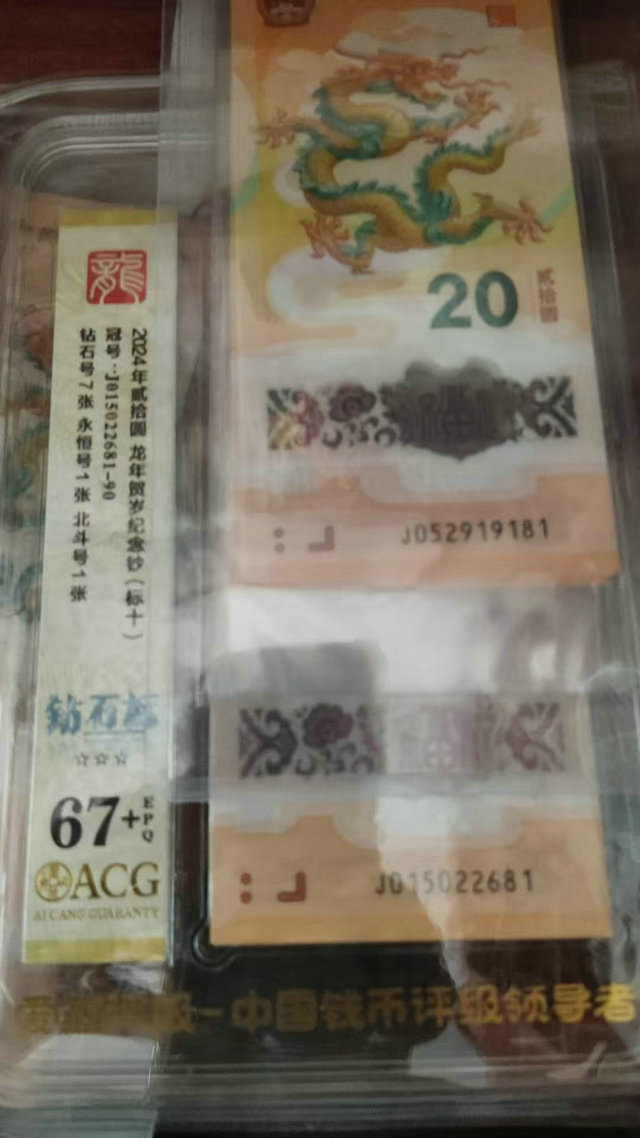 龍
2024年贰拾圆 龙年贺岁纪念钞（标十）
冠号：J015022681-90
钻石号7张 永恒号1张 北斗号1张
钻石标
☆☆☆
67+
EPQ
ACG
AI CANG GUARANTY
20
贰拾圆
J052919181
J015022681
中国钱币评级领导者